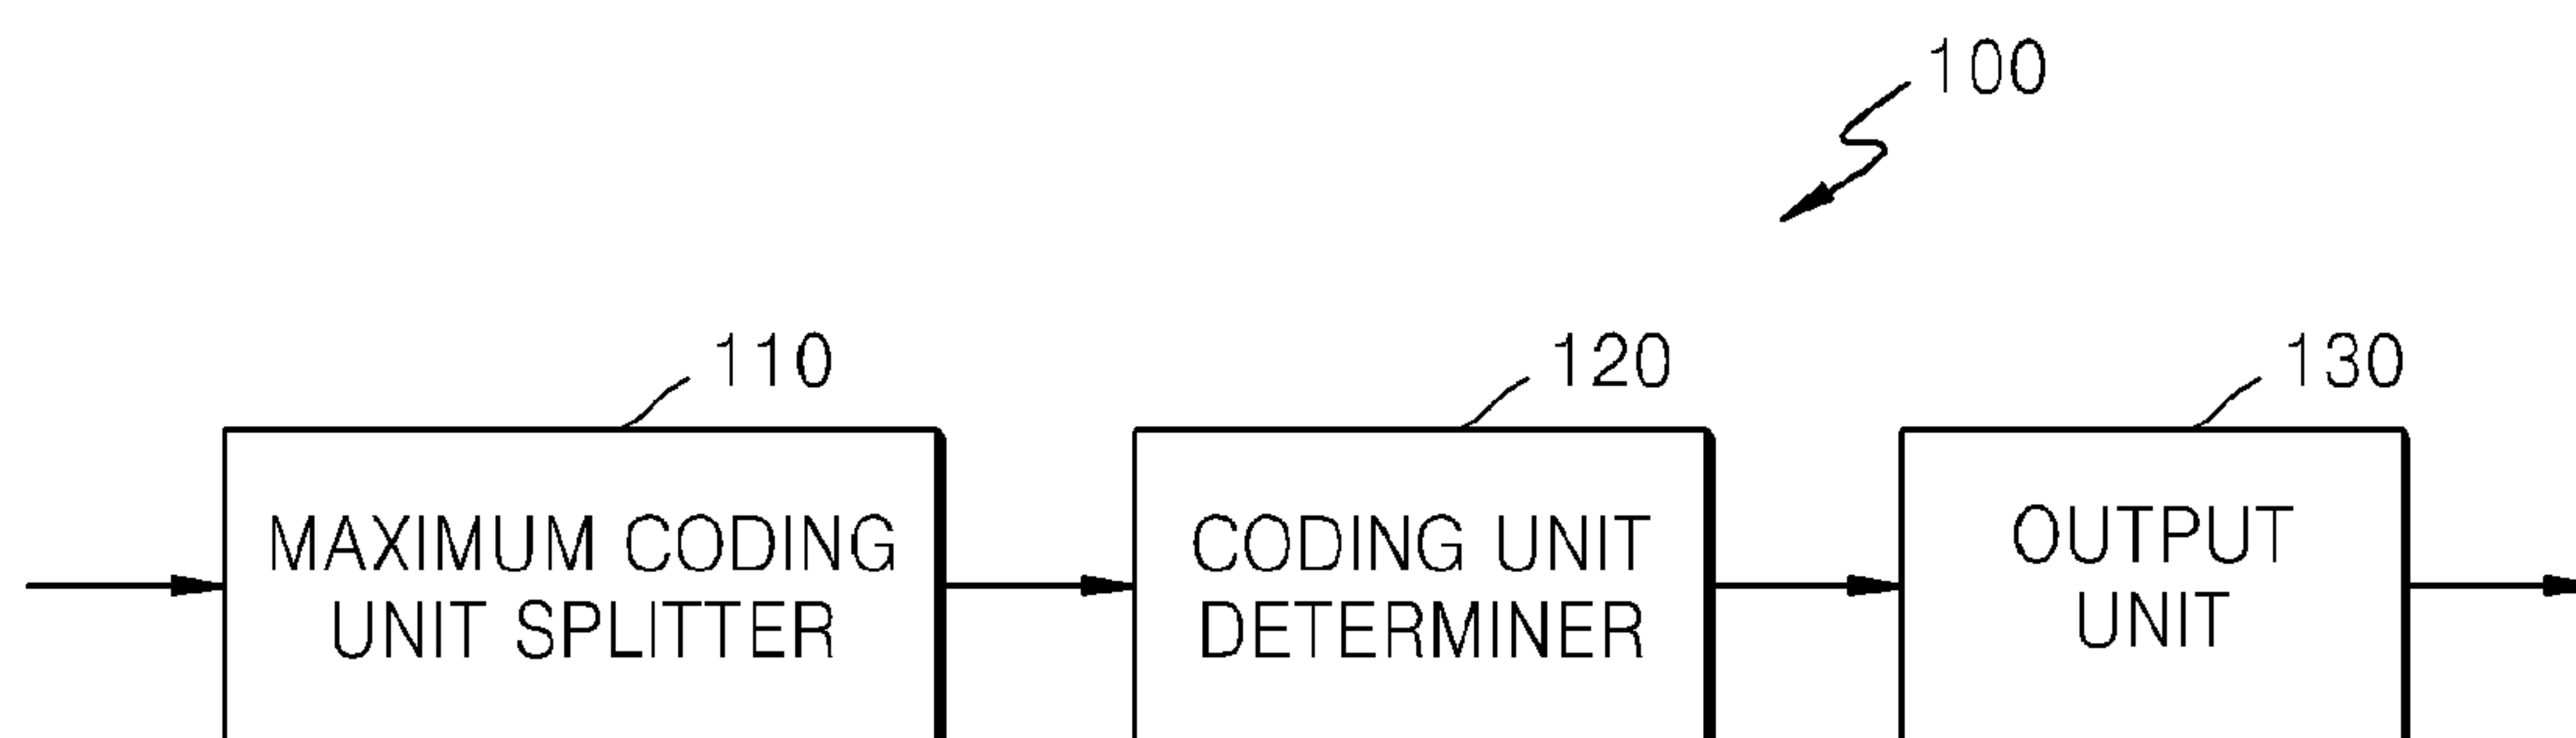 100
110
120
130
MAXIMUM CODING
UNIT SPLITTER
CODING UNIT
DETERMINER
OUTPUT
UNIT